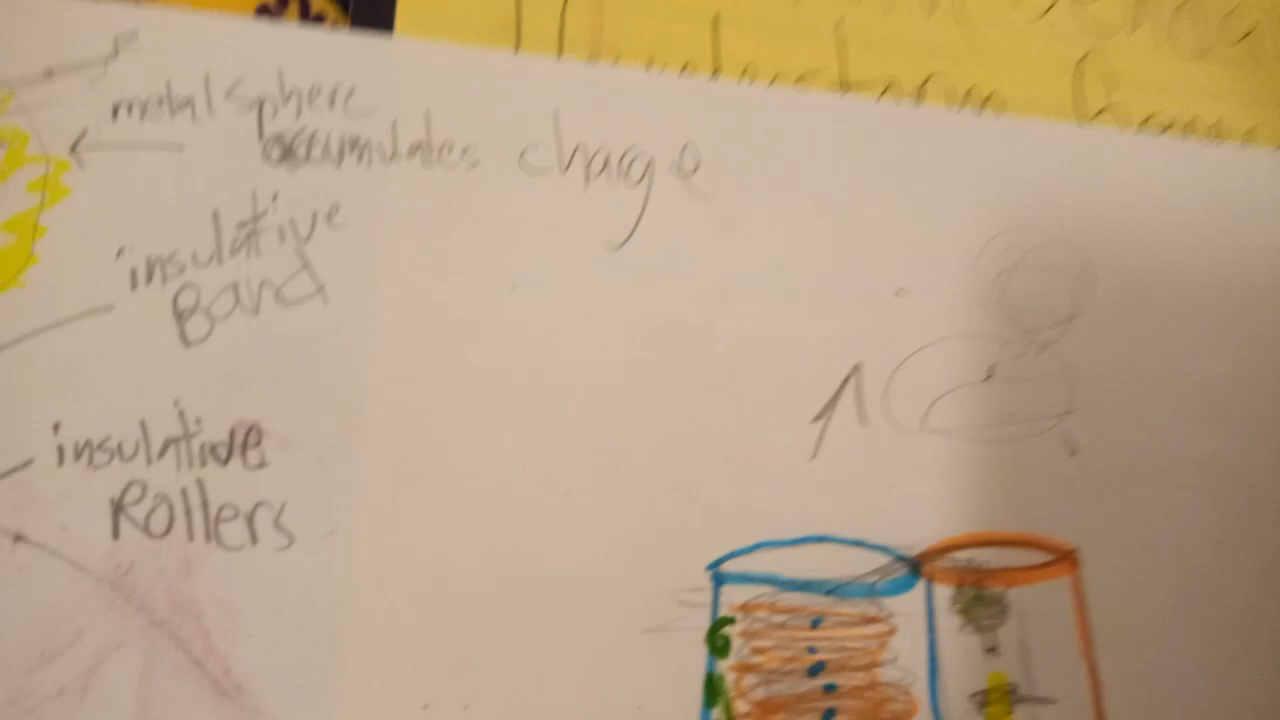 metal sphere
accumulates charge
insulative
Band
insulative
Rollers